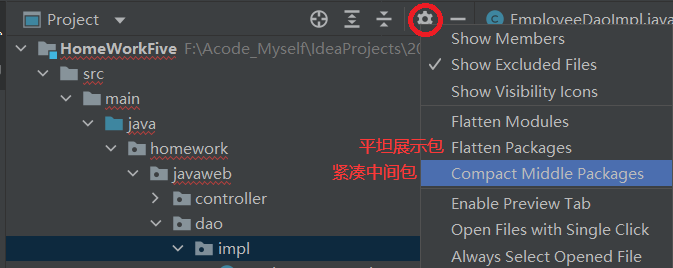 Project
EmployeeDaoImpl.java
HomeWorkFive F:\Acode_Myself\IdeaProjects\20
src
main
java
homework
javaweb
controller
dao
impl
Show Members
Show Excluded Files
Show Visibility Icons
Flatten Modules
平坦展示包 Flatten Packages
紧凑中间包 Compact Middle Packages
Enable Preview Tab
Open Files with Single Click
Always Select Opened File